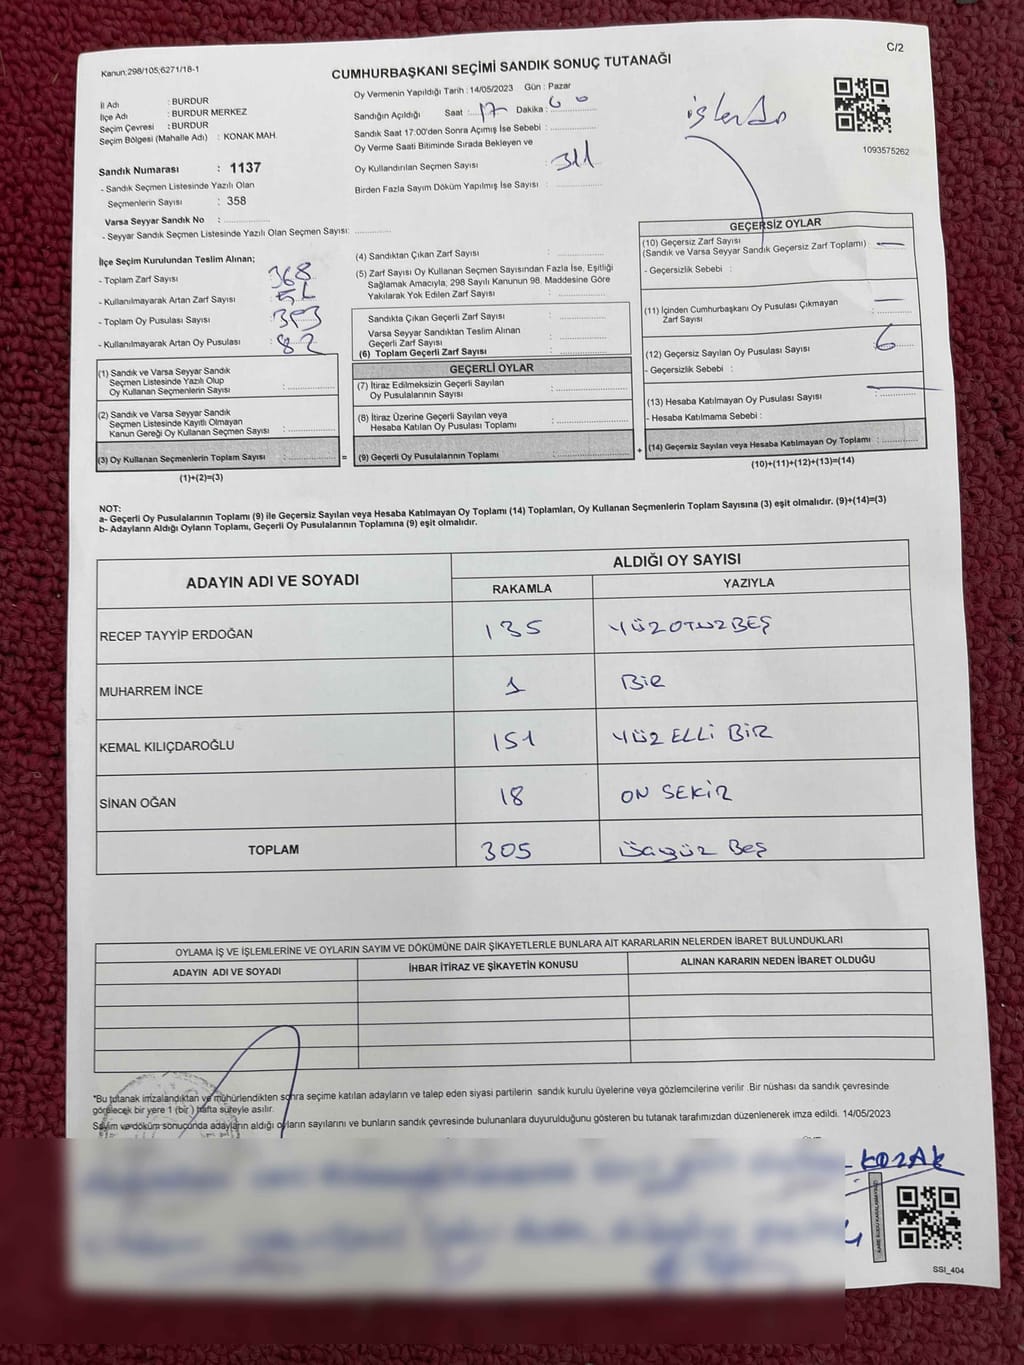 C/2
Kanun;298/105;6271/18-1
CUMHURBAŞKANI SEÇİMİ SANDIK SONUÇ TUTANAĞI
İl Adı : BURDUR
İlçe Adı : BURDUR MERKEZ
Seçim Çevresi : BURDUR
Seçim Bölgesi (Mahalle Adı) : KONAK MAH.
Sandık Numarası : 1137
- Sandık Seçmen Listesinde Yazılı Olan
Seçmenlerin Sayısı : 358
Varsa Seyyar Sandık No : ..............
- Seyyar Sandık Seçmen Listesinde Yazılı Olan Seçmen Sayısı: ............
Oy Vermenin Yapıldığı Tarih : 14/05/2023 Gün : Pazar
Sandığın Açıldığı Saat : 17 Dakika :
Sandık Saat 17:00'den Sonra Açımış İse Sebebi : ..............
Oy Verme Saati Bitiminde Sırada Bekleyen ve
Oy Kullandırılan Seçmen Sayısı : 311
Birden Fazla Sayım Döküm Yapılmış İse Sayısı : ..............
işlendi
1093575262
İlçe Seçim Kurulundan Teslim Alınan;
- Toplam Zarf Sayısı : 368
- Kullanılmayarak Artan Zarf Sayısı :
- Toplam Oy Pusulası Sayısı : 393
- Kullanılmayarak Artan Oy Pusulası : 82
(1) Sandık ve Varsa Seyyar Sandık
Seçmen Listesinde Yazılı Olup
Oy Kullanan Seçmenlerin Sayısı : ..............
(2) Sandık ve Varsa Seyyar Sandık
Seçmen Listesinde Kayıtlı Olmayan
Kanun Gereği Oy Kullanan Seçmen Sayısı : ..............
(3) Oy Kullanan Seçmenlerin Toplam Sayısı : ..............
(1)+(2)=(3)
=
(4) Sandıktan Çıkan Zarf Sayısı : ..............
(5) Zarf Sayısı Oy Kullanan Seçmen Sayısından Fazla İse, Eşitliği
Sağlamak Amacıyla, 298 Sayılı Kanunun 98. Maddesine Göre
Yakılarak Yok Edilen Zarf Sayısı : ..............
Sandıkta Çıkan Geçerli Zarf Sayısı : ..............
Varsa Seyyar Sandıktan Teslim Alınan
Geçerli Zarf Sayısı : ..............
(6) Toplam Geçerli Zarf Sayısı : ..............
GEÇERLİ OYLAR
(7) İtiraz Edilmeksizin Geçerli Sayılan
Oy Pusulasının Sayısı : ..............
(8) İtiraz Üzerine Geçerli Sayılan veya
Hesaba Katılan Oy Pusulası Toplamı : ..............
(9) Geçerli Oy Pusulalarının Toplamı : ..............
+
GEÇERSİZ OYLAR
(10) Geçersiz Zarf Sayısı
(Sandık ve Varsa Seyyar Sandık Geçersiz Zarf Toplamı) : —
- Geçersizlik Sebebi :
(11) İçinden Cumhurbaşkanı Oy Pusulası Çıkmayan
Zarf Sayısı : —
(12) Geçersiz Sayılan Oy Pusulası Sayısı : 6
- Geçersizlik Sebebi :
(13) Hesaba Katılmayan Oy Pusulası Sayısı : —
- Hesaba Katılmama Sebebi :
(14) Geçersiz Sayılan veya Hesaba Katılmayan Oy Toplamı : ............
(10)+(11)+(12)+(13)=(14)
NOT:
a- Geçerli Oy Pusulalarının Toplamı (9) ile Geçersiz Sayılan veya Hesaba Katılmayan Oy Toplamı (14) Toplamları, Oy Kullanan Seçmenlerin Toplam Sayısına (3) eşit olmalıdır. (9)+(14)=(3)
b- Adayların Aldığı Oyların Toplamı, Geçerli Oy Pusulalarının Toplamına (9) eşit olmalıdır.
ADAYIN ADI VE SOYADI ALDIĞI OY SAYISI
RAKAMLA YAZIYLA
RECEP TAYYİP ERDOĞAN 135 YÜZ OTUZ BEŞ
MUHARREM İNCE 1 BİR
KEMAL KILIÇDAROĞLU 151 YÜZ ELLİ BİR
SİNAN OĞAN 18 ON SEKİZ
TOPLAM 305 Üçyüz Beş
OYLAMA İŞ VE İŞLEMLERİNE VE OYLARIN SAYIM VE DÖKÜMÜNE DAİR ŞİKAYETLERLE BUNLARA AİT KARARLARIN NELERDEN İBARET BULUNDUKLARI
ADAYIN ADI VE SOYADI İHBAR İTİRAZ VE ŞİKAYETİN KONUSU ALINAN KARARIN NEDEN İBARET OLDUĞU
*Bu tutanak imzalandıktan ve mühürlendikten sonra seçime katılan adayların ve talep eden siyasi partilerin sandık kurulu üyelerine veya gözlemcilerine verilir .Bir nüshası da sandık çevresinde
görülecek bir yere 1 (bir ) hafta süreyle asılır.
Sayım ve döküm sonucunda adayların aldığı oyların sayılarını ve bunların sandık çevresinde bulunanlara duyurulduğunu gösteren bu tutanak tarafımızdan düzenlenerek imza edildi. 14/05/2023
KOZAK
SSI_404